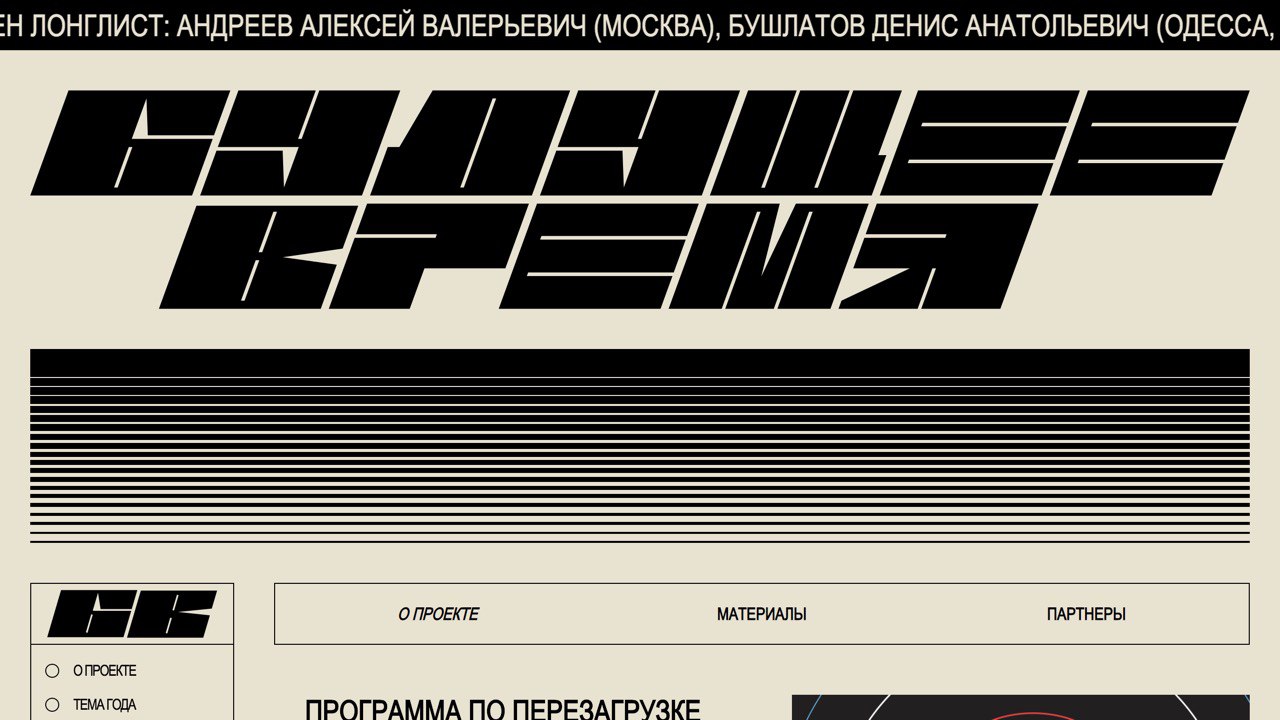 ЕН ЛОНГЛИСТ: АНДРЕЕВ АЛЕКСЕЙ ВАЛЕРЬЕВИЧ (МОСКВА), БУШЛАТОВ ДЕНИС АНАТОЛЬЕВИЧ (ОДЕССА,
БУДУЩЕЕ
ВРЕМЯ
БВ
О ПРОЕКТЕ
МАТЕРИАЛЫ
ПАРТНЕРЫ
О ПРОЕКТЕ
ТЕМА ГОДА
ПРОГРАММА ПО ПЕРЕЗАГРУЗКЕ